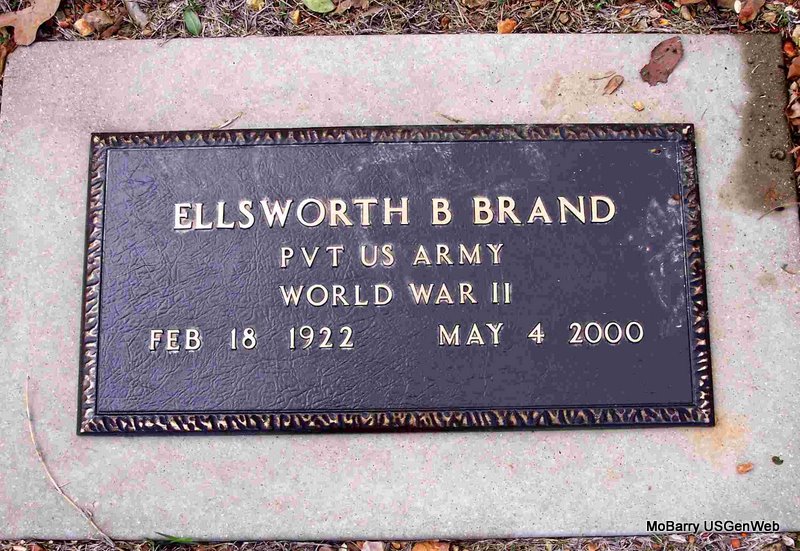 ELLSWORTH B BRAND
PVT US ARMY
WORLD WAR II
FEB 18 1922 MAY 4 2000
MoBarry USGenWeb